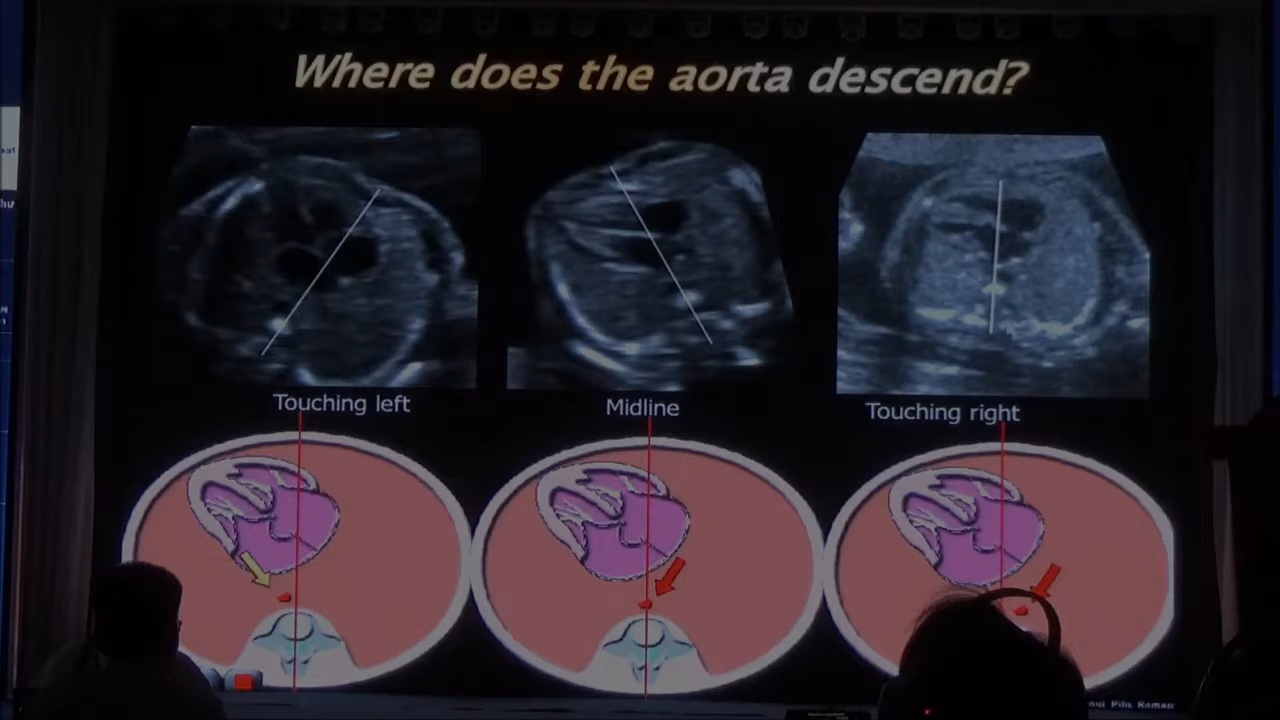 Where does the aorta descend?
Touching left
Midline
Touching right